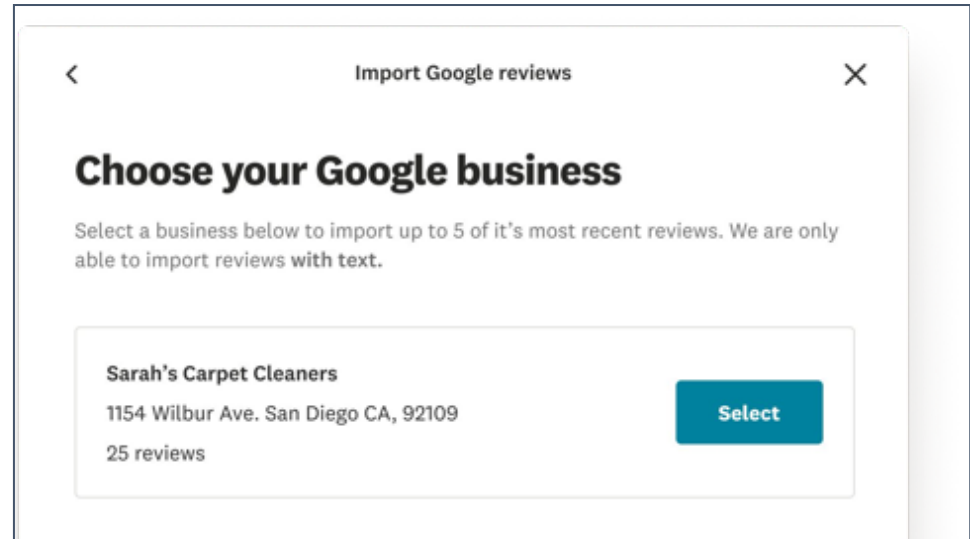 Import Google reviews
Choose your Google business
Select a business below to import up to 5 of it's most recent reviews. We are only
able to import reviews with text.
Sarah’s Carpet Cleaners
1154 Wilbur Ave. San Diego CA, 92109
Select
25 reviews